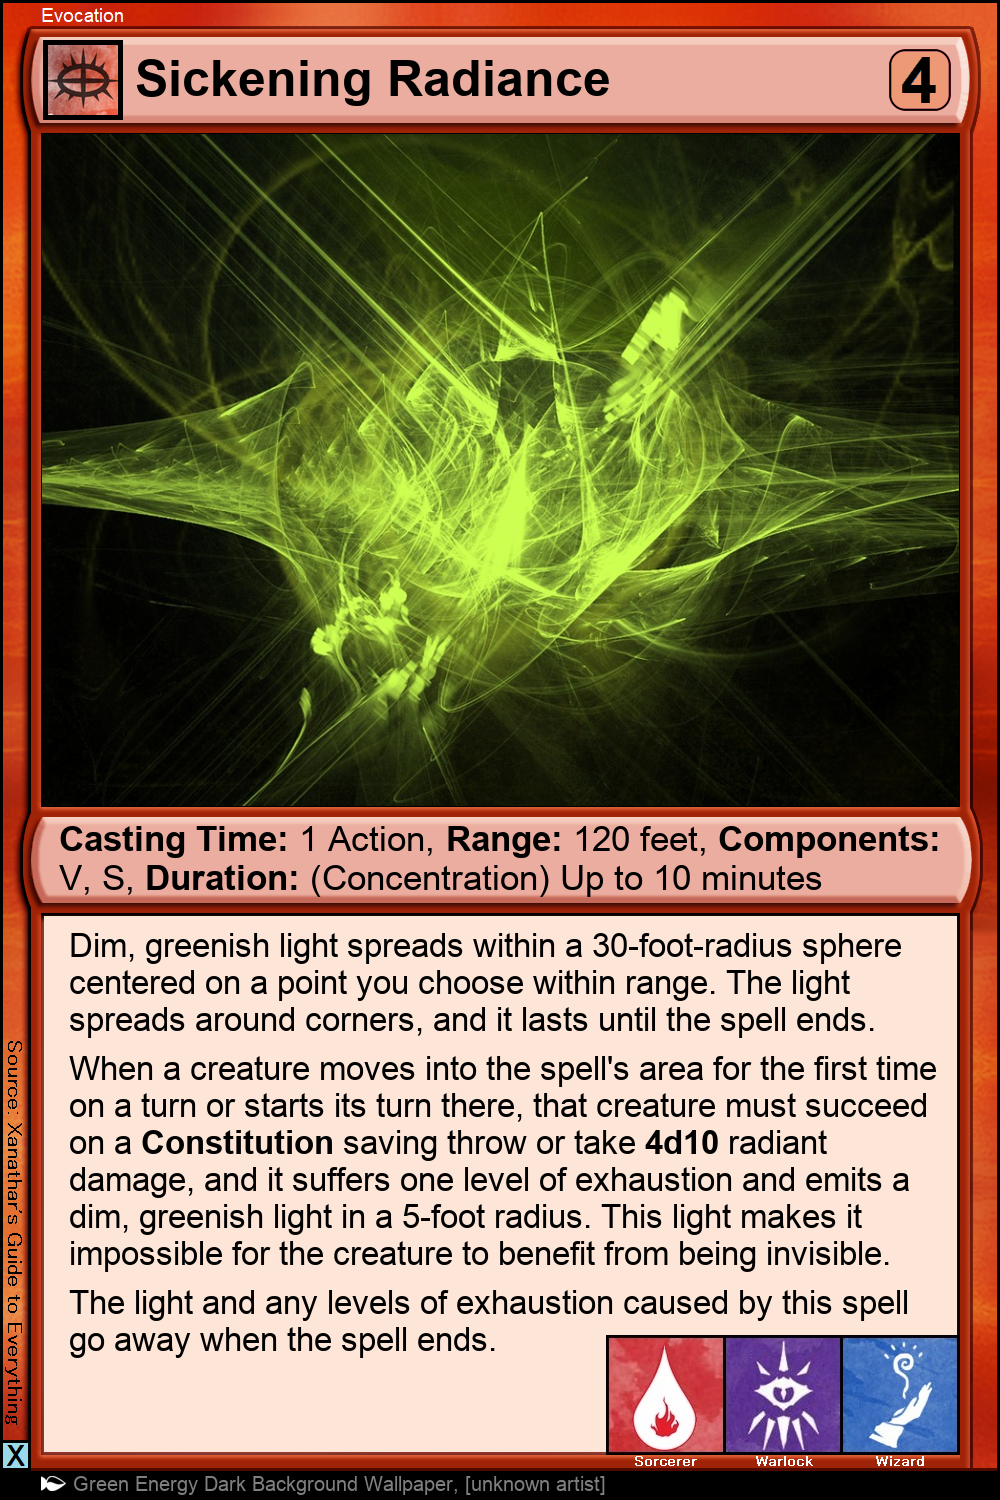 Evocation
Sickening Radiance
4
Casting Time: 1 Action, Range: 120 feet, Components:
V, S, Duration: (Concentration) Up to 10 minutes
Dim, greenish light spreads within a 30-foot-radius sphere
centered on a point you choose within range. The light
spreads around corners, and it lasts until the spell ends.
When a creature moves into the spell's area for the first time
on a turn or starts its turn there, that creature must succeed
on a Constitution saving throw or take 4d10 radiant
damage, and it suffers one level of exhaustion and emits a
dim, greenish light in a 5-foot radius. This light makes it
impossible for the creature to benefit from being invisible.
The light and any levels of exhaustion caused by this spell
go away when the spell ends.
Sorcerer
Warlock
Wizard
Source: Xanathar's Guide to Everything
X
Green Energy Dark Background Wallpaper, [unknown artist]